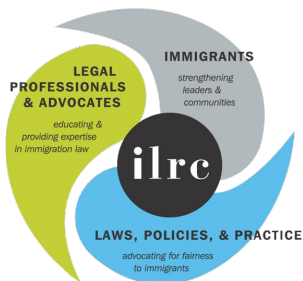 IMMIGRANTS
strengthening
leaders &
communities
LEGAL
PROFESSIONALS
& ADVOCATES
educating &
providing expertise
in immigration law
ilrc
LAWS, POLICIES, & PRACTICE
advocating for fairness
to immigrants